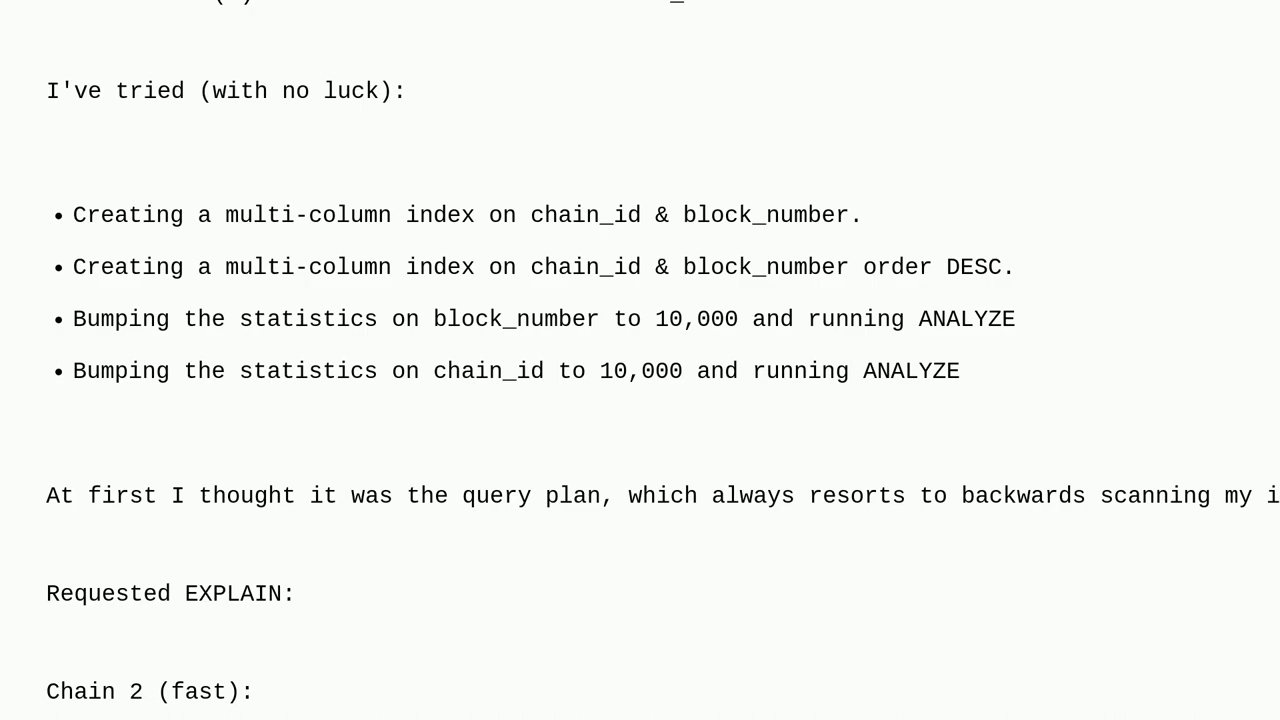 I've tried (with no luck):
• Creating a multi-column index on chain_id & block_number.
• Creating a multi-column index on chain_id & block_number order DESC.
• Bumping the statistics on block_number to 10,000 and running ANALYZE
• Bumping the statistics on chain_id to 10,000 and running ANALYZE
At first I thought it was the query plan, which always resorts to backwards scanning my i
Requested EXPLAIN:
Chain 2 (fast):